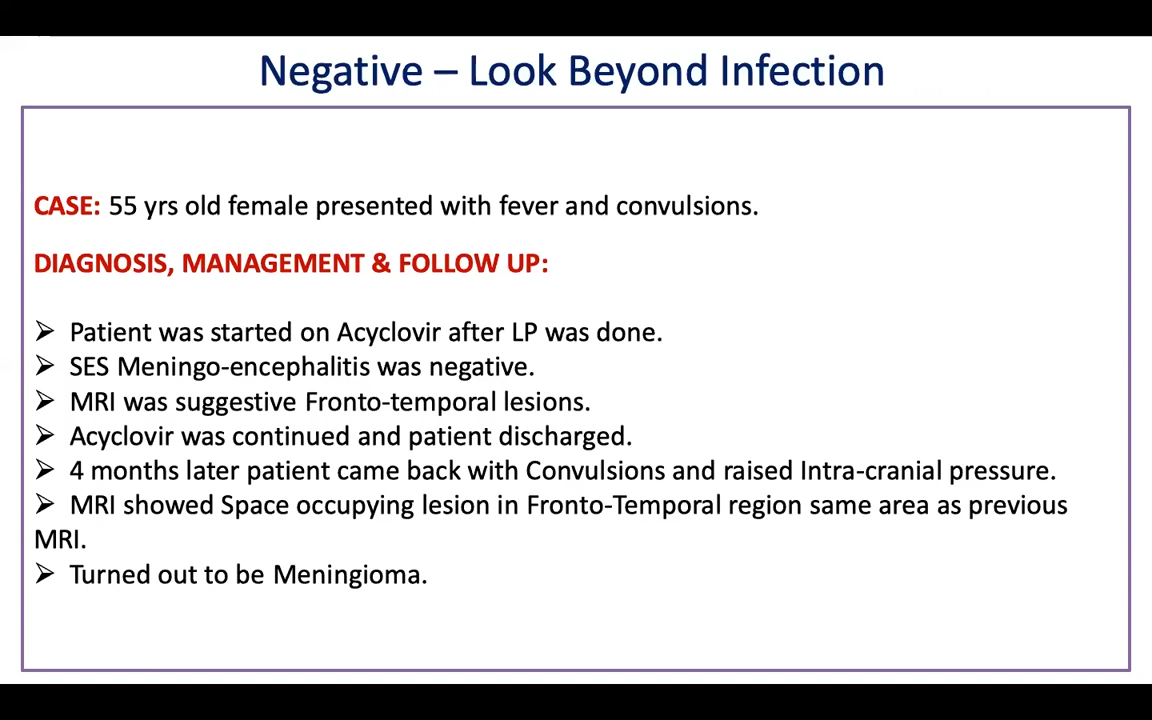 Negative – Look Beyond Infection
CASE: 55 yrs old female presented with fever and convulsions.
DIAGNOSIS, MANAGEMENT & FOLLOW UP:
➢ Patient was started on Acyclovir after LP was done.
➢ SES Meningo-encephalitis was negative.
➢ MRI was suggestive Fronto-temporal lesions.
➢ Acyclovir was continued and patient discharged.
➢ 4 months later patient came back with Convulsions and raised Intra-cranial pressure.
➢ MRI showed Space occupying lesion in Fronto-Temporal region same area as previous
MRI.
➢ Turned out to be Meningioma.